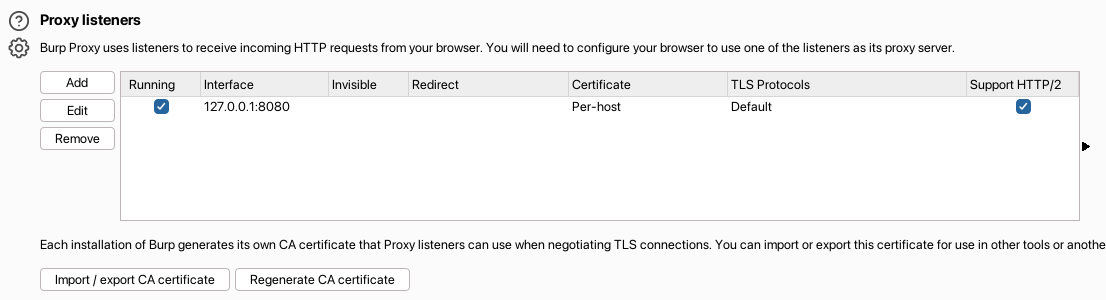 Proxy listeners
Burp Proxy uses listeners to receive incoming HTTP requests from your browser. You will need to configure your browser to use one of the listeners as its proxy server.
Add
Edit
Remove
Running Interface Invisible Redirect Certificate TLS Protocols Support HTTP/2
127.0.0.1:8080 Per-host Default
Each installation of Burp generates its own CA certificate that Proxy listeners can use when negotiating TLS connections. You can import or export this certificate for use in other tools or anothe
Import / export CA certificate Regenerate CA certificate